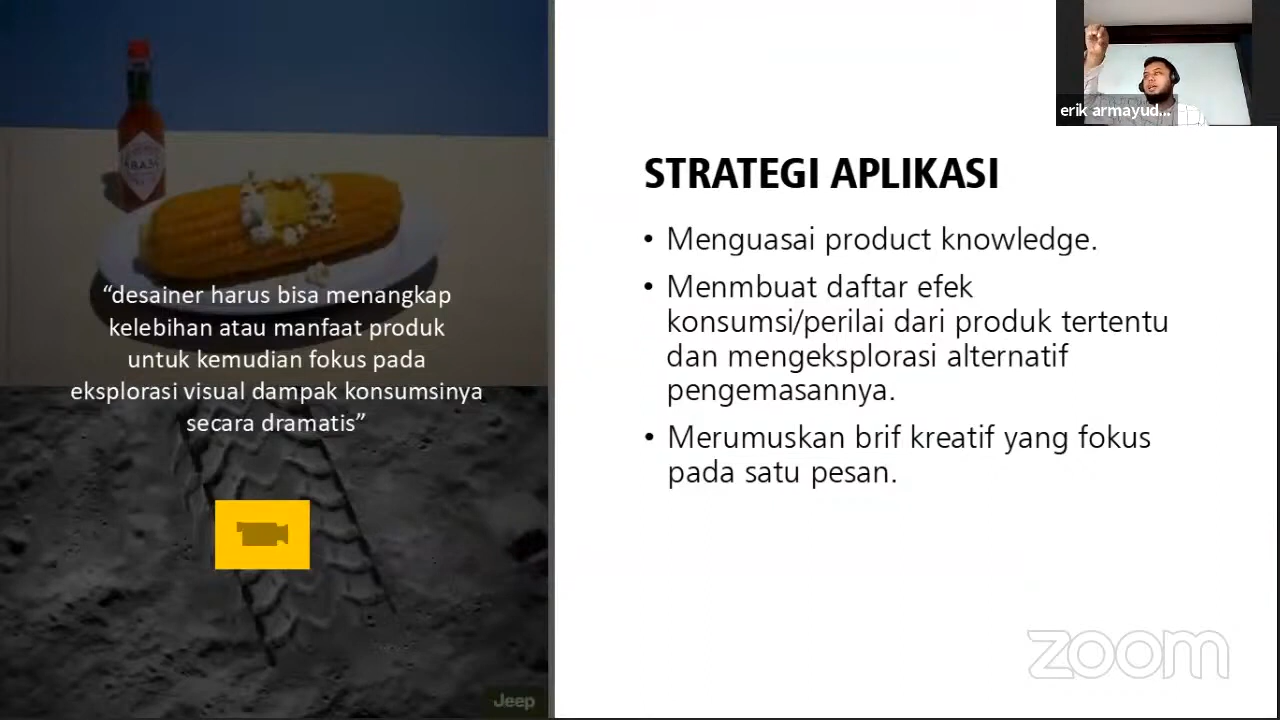 erik armayud...
STRATEGI APLIKASI
• Menguasai product knowledge.
• Menmbuat daftar efek
konsumsi/perilai dari produk tertentu
dan mengeksplorasi alternatif
pengemasannya.
• Merumuskan brif kreatif yang fokus
pada satu pesan.
“desainer harus bisa menangkap
kelebihan atau manfaat produk
untuk kemudian fokus pada
eksplorasi visual dampak konsumsinya
secara dramatis”
Jeep
zoom